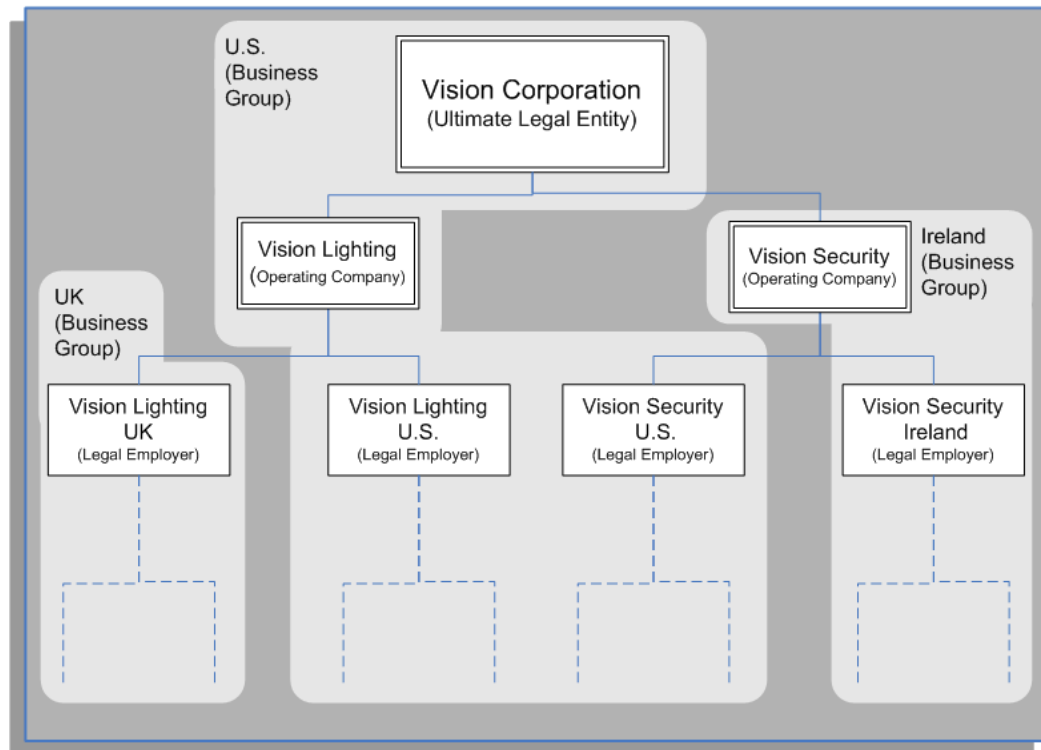 U.S.
(Business
Group)
Vision Corporation
(Ultimate Legal Entity)
Vision Lighting
(Operating Company)
Vision Security
(Operating Company)
Ireland
(Business
Group)
UK
(Business
Group)
Vision Lighting
UK
(Legal Employer)
Vision Lighting
U.S.
(Legal Employer)
Vision Security
U.S.
(Legal Employer)
Vision Security
Ireland
(Legal Employer)